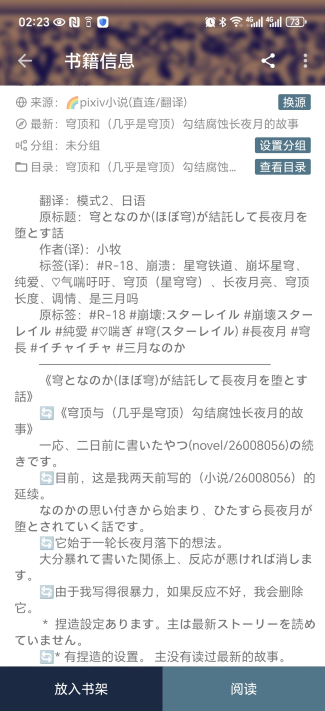 02:23
4G 4G 73
书籍信息
来源：🌈pixiv小说(直连/翻译)
换源
最新：穹顶和（几乎是穹顶）勾结腐蚀长夜月的故事
分组：未分组
设置分组
目录：穹顶和（几乎是穹顶）勾结腐蚀...
查看目录
翻译：模式2、日语
原标题：穹となのか(ほぼ穹)が結託して長夜月を
堕とす話
作者(译)：小牧
标签(译)：#R-18、崩溃：星穹铁道、崩坏星穹、
纯爱、♡气喘吁吁、穹顶（星穹穹）、长夜月亮、穹顶
长度、调情、是三月吗
原标签：#R-18 #崩壊:スターレイル #崩壊スター
レイル #純愛 #♡喘ぎ #穹(スターレイル) #長夜月 #穹
長 #イチャイチャ #三月なのか
《穹となのか(ほぼ穹)が結託して長夜月を堕とす
話》
🔄《穹顶与（几乎是穹顶）勾结腐蚀长夜月的故
事》
一応、二日前に書いたやつ(novel/26008056)の続
きです。
🔄目前，这是我两天前写的（小说/26008056）的
延续。
なのかの思い付きから始まり、ひたすら長夜月が
堕とされていく話です。
🔄它始于一轮长夜月落下的想法。
大分暴れて書いた関係上、反応が悪ければ消しま
す。
🔄由于我写得很暴力，如果反应不好，我会删除
它。
* 捏造設定あります。主は最新ストーリーを読め
ていません。
🔄* 有捏造的设置。 主没有读过最新的故事。
放入书架
阅读